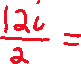 12i/2 =